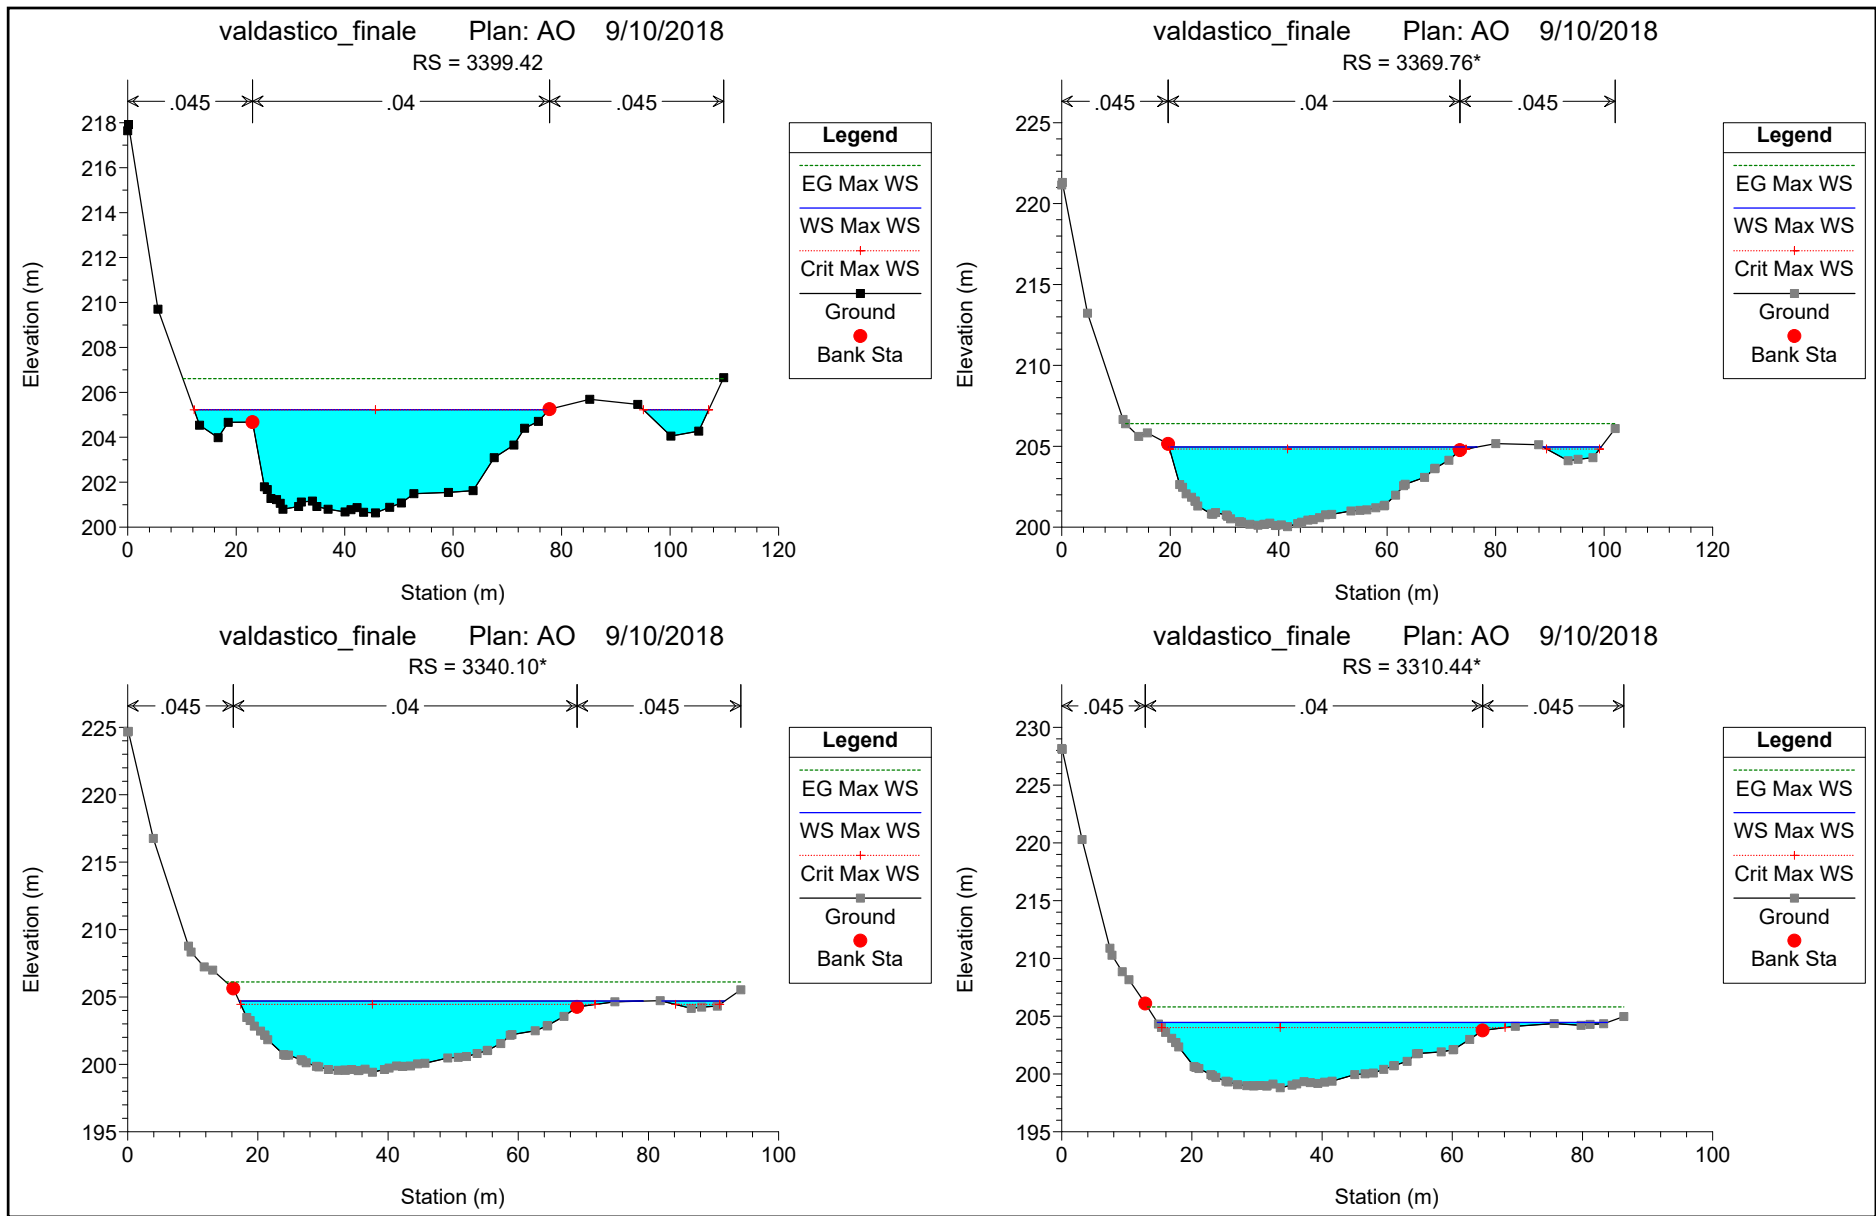 valdastico_finale Plan: AO 9/10/2018
RS = 3399.42
.045 .04 .045
218
216
214
212
210
208
206
204
202
200
0 20 40 60 80 100 120
Station (m)
Elevation (m)
Legend
EG Max WS
WS Max WS
Crit Max WS
Ground
Bank Sta
valdastico_finale Plan: AO 9/10/2018
RS = 3369.76*
.045 .04 .045
225
220
215
210
205
200
0 20 40 60 80 100 120
Station (m)
Elevation (m)
Legend
EG Max WS
WS Max WS
Crit Max WS
Ground
Bank Sta
valdastico_finale Plan: AO 9/10/2018
RS = 3340.10*
.045 .04 .045
225
220
215
210
205
200
195
0 20 40 60 80 100
Station (m)
Elevation (m)
Legend
EG Max WS
WS Max WS
Crit Max WS
Ground
Bank Sta
valdastico_finale Plan: AO 9/10/2018
RS = 3310.44*
.045 .04 .045
230
225
220
215
210
205
200
195
0 20 40 60 80 100
Station (m)
Elevation (m)
Legend
EG Max WS
WS Max WS
Crit Max WS
Ground
Bank Sta